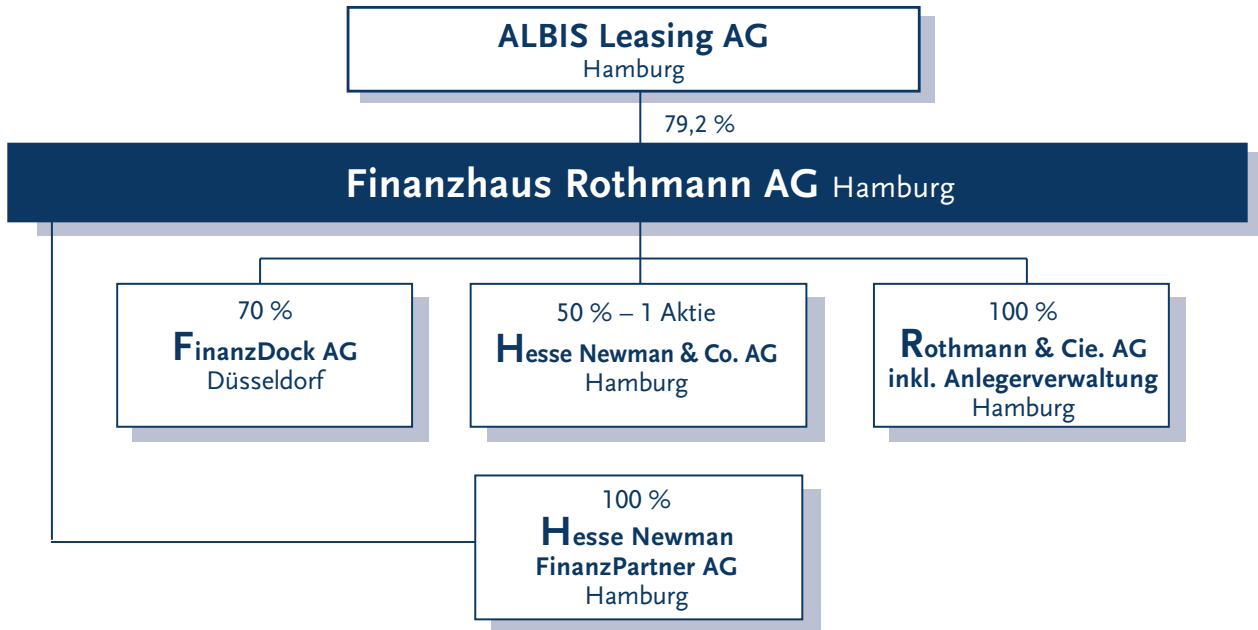 ALBIS Leasing AG
Hamburg
79,2 %
Finanzhaus Rothmann AG Hamburg
70 %
FinanzDock AG
Düsseldorf
50 % – 1 Aktie
Hesse Newman & Co. AG
Hamburg
100 %
Rothmann & Cie. AG
inkl. Anlegerverwaltung
Hamburg
100 %
Hesse Newman
FinanzPartner AG
Hamburg